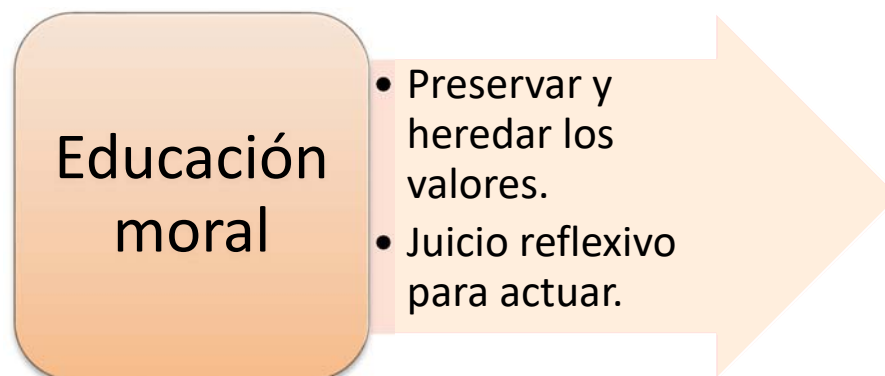 Educación
moral
• Preservar y
heredar los
valores.
• Juicio reflexivo
para actuar.